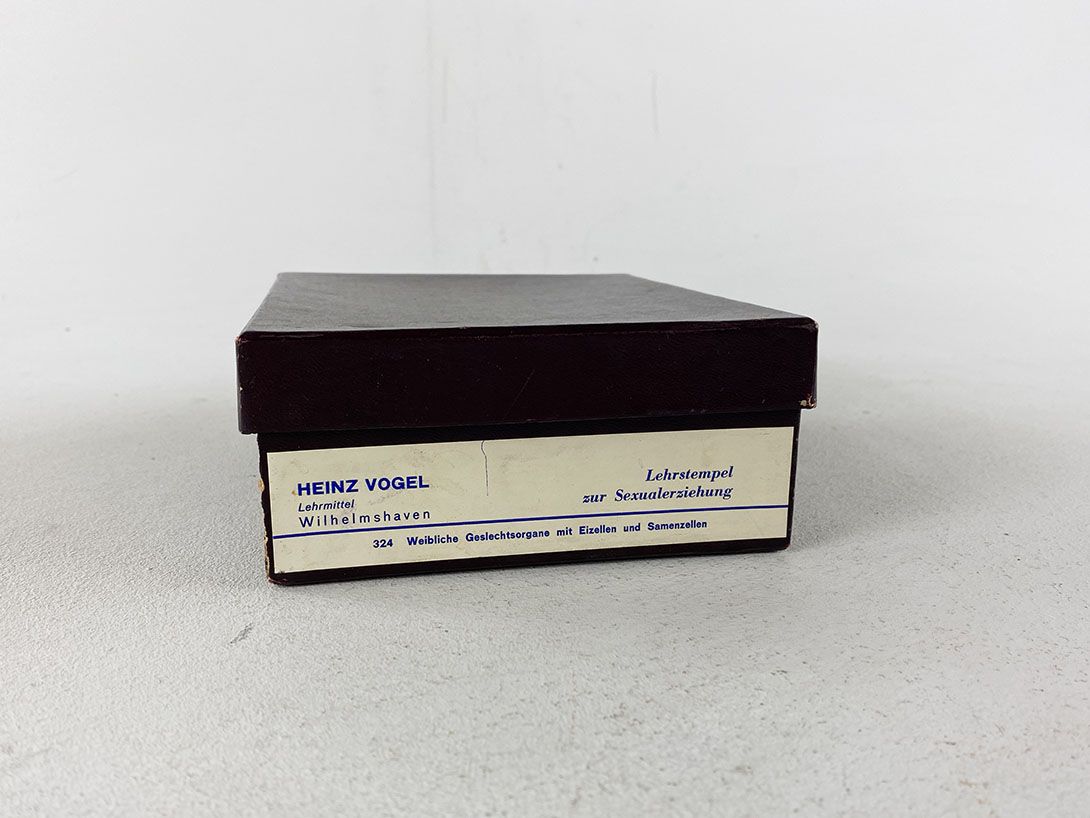 HEINZ VOGEL
Lehrmittel
Wilhelmshaven
Lehrstempel
zur Sexualerziehung
324 Weibliche Geslechtsorgane mit Eizellen und Samenzellen